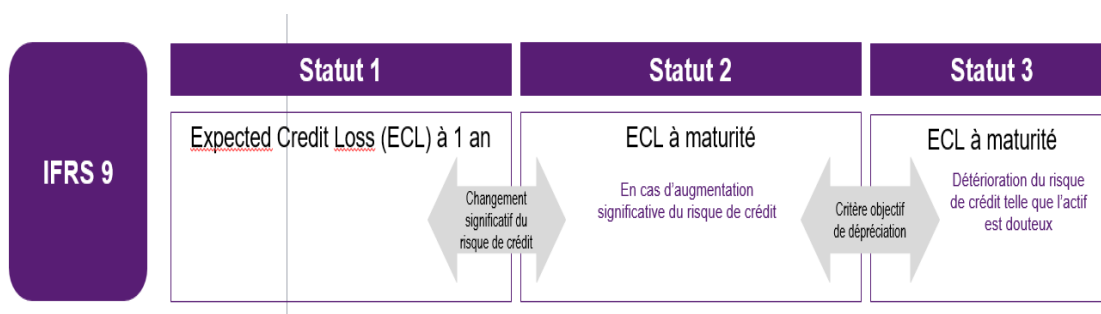 IFRS 9
Statut 1
Statut 2
Statut 3
Expected Credit Loss (ECL) à 1 an
Changement
significatif du
risque de crédit
ECL à maturité
En cas d'augmentation
significative du risque de crédit
Critère objectif
de dépréciation
ECL à maturité
Détérioration du risque
de crédit telle que l'actif
est douteux